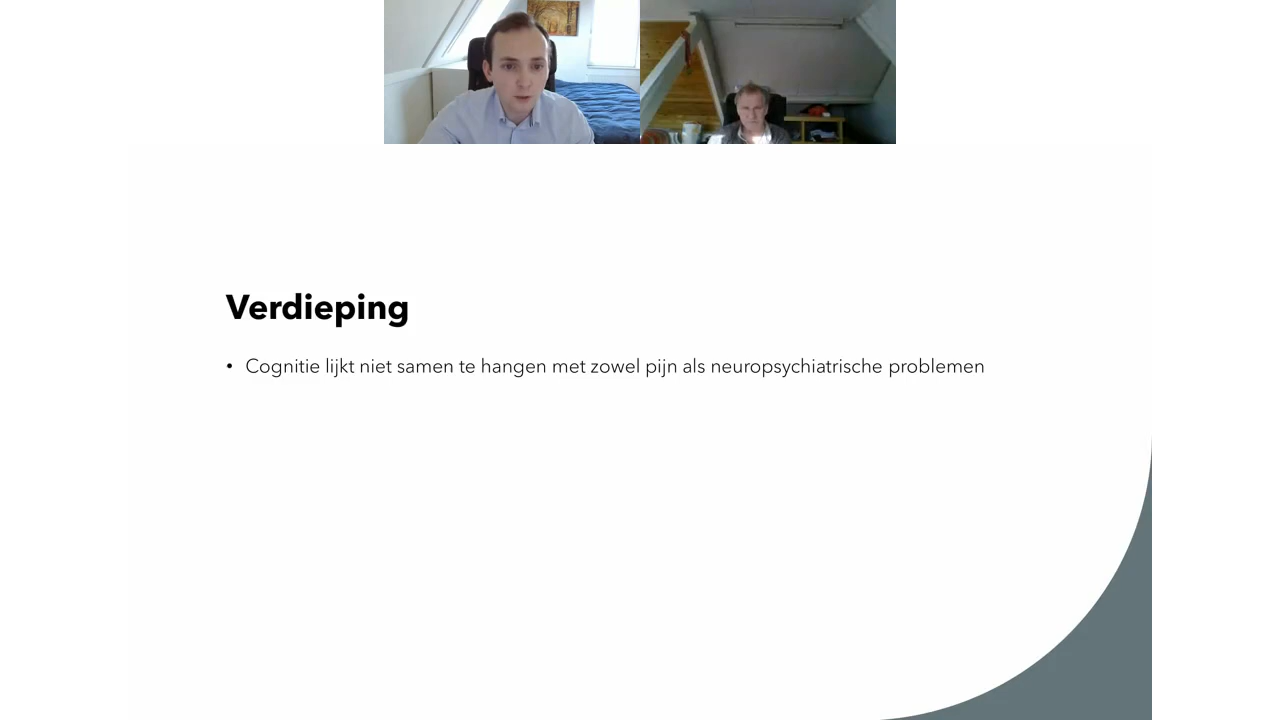 Verdieping
• Cognitie lijkt niet samen te hangen met zowel pijn als neuropsychiatrische problemen